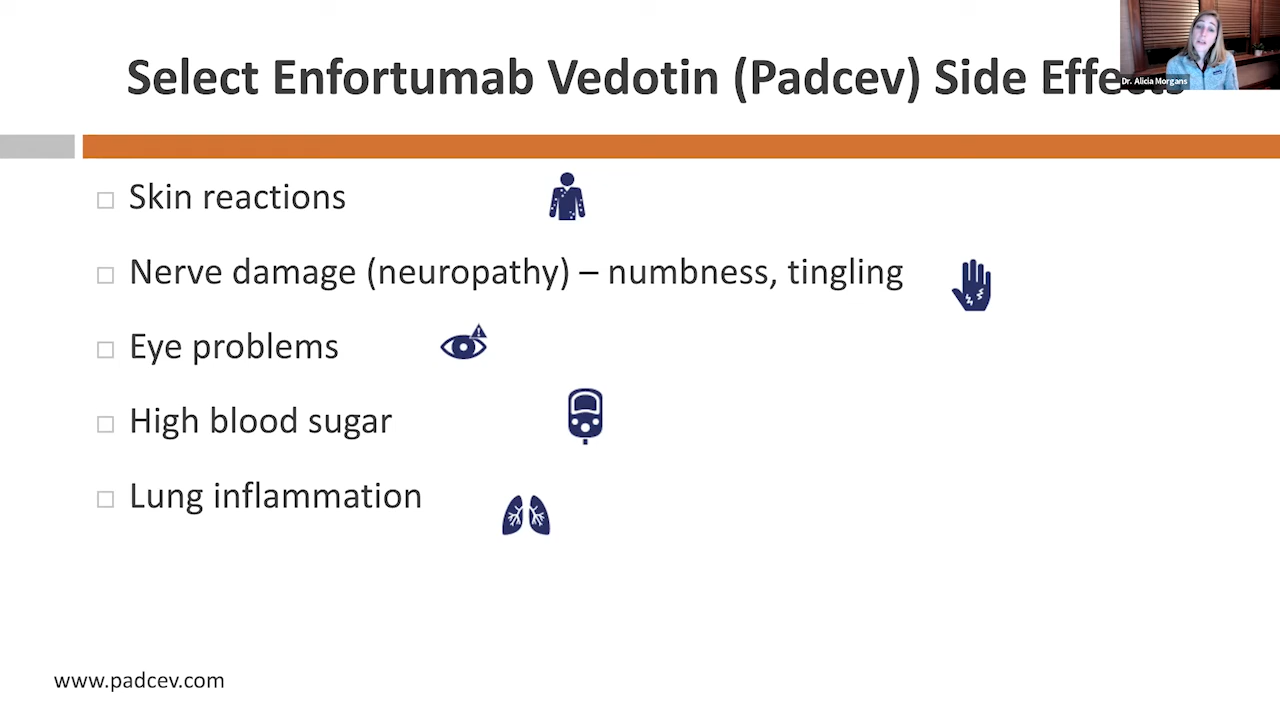 Select Enfortumab Vedotin (Padcev) Side Effects
Dr. Alicia Morgans
Skin reactions
Nerve damage (neuropathy) – numbness, tingling
Eye problems
High blood sugar
Lung inflammation
www.padcev.com